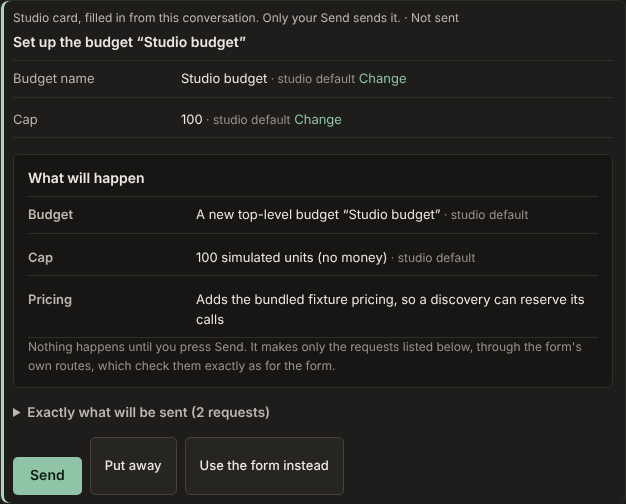 Studio card, filled in from this conversation. Only your Send sends it. · Not sent
Set up the budget “Studio budget”
Budget name Studio budget · studio default Change
Cap 100 · studio default Change
What will happen
Budget A new top-level budget “Studio budget” · studio default
Cap 100 simulated units (no money) · studio default
Pricing Adds the bundled fixture pricing, so a discovery can reserve its
calls
Nothing happens until you press Send. It makes only the requests listed below, through the form's
own routes, which check them exactly as for the form.
▶ Exactly what will be sent (2 requests)
Send Put away Use the form instead